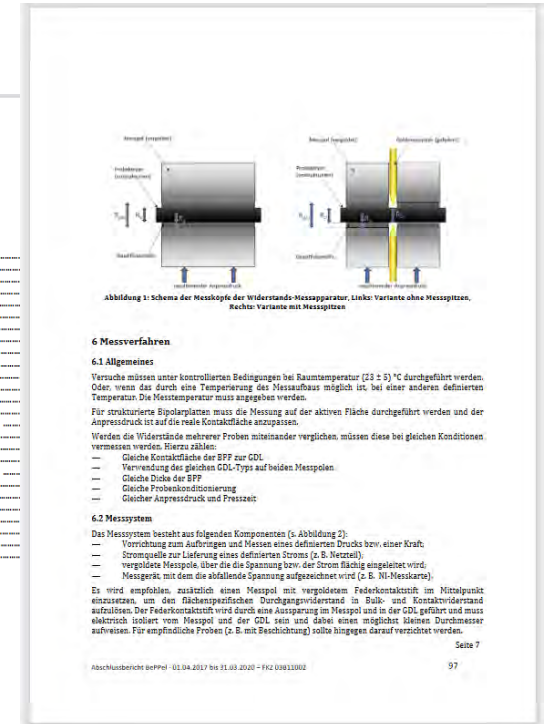 Messpol (vergoldet)
Messpol (vergoldet)
Probekörper
Probekörper
Abbildung 1: Schema der Messköpfe der Widerstands-Messapparatur, Links: Variante ohne Messspitzen,
Rechts: Variante mit Messspitzen
6 Messverfahren
6.1 Allgemeines
Versuche müssen unter kontrollierten Bedingungen bei Raumtemperatur (23 ± 5) °C durchgeführt werden.
Oder, wenn das durch eine Temperierung des Messaufbaus möglich ist, bei einer anderen definierten
Temperatur. Die Messtemperatur muss angegeben werden.
Für strukturierte Bipolarplatten muss die Messung auf der aktiven Fläche durchgeführt werden und der
Anpressdruck ist auf die reale Kontaktfläche anzupassen.
Werden die Widerstände mehrerer Proben miteinander verglichen, müssen diese bei gleichen Konditionen
vermessen werden. Hierzu zählen:
— Gleiche Kontaktfläche der BPP zur GDL
— Verwendung des gleichen GDL-Typs auf beiden Messpolen
— Gleiche Dicke der BPP
— Gleiche Probenkonditionierung
— Gleicher Anpressdruck und Presszeit
6.2 Messsystem
Das Messsystem besteht aus folgenden Komponenten (s. Abbildung 2):
— Vorrichtung zum Aufbringen und Messen eines definierten Drucks bzw. einer Kraft;
— Stromquelle zur Lieferung eines definierten Stroms (z. B. Netzteil);
— vergoldete Messpole, über die die Spannung bzw. der Strom flächig eingeleitet wird;
— Messgerät, mit dem die abfallende Spannung aufgezeichnet wird (z. B. NI-Messkarte).
Es wird empfohlen, zusätzlich einen Messpol mit vergoldetem Federkontaktstift im Mittelpunkt
einzusetzen, um den flächenspezifischen Durchgangswiderstand in Bulk- und Kontaktwiderstand
aufzulösen. Der Federkontaktstift wird durch eine Aussparung im Messpol und in der GDL geführt und muss
elektrisch isoliert vom Messpol und der GDL sein und dabei einen möglichst kleinen Durchmesser
aufweisen. Für empfindliche Proben (z. B. mit Beschichtung) sollte hingegen darauf verzichtet werden.
Seite 7
Abschlussbericht BePPel - 01.04.2017 bis 31.03.2020 – FKZ 03811002
97